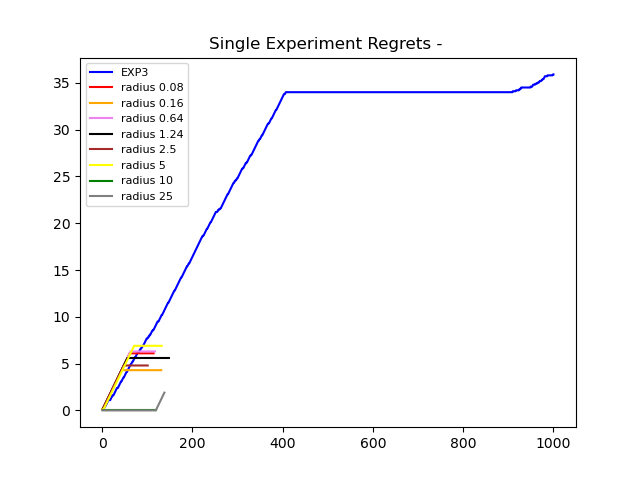 Single Experiment Regrets -
EXP3
radius 0.08
radius 0.16
radius 0.64
radius 1.24
radius 2.5
radius 5
radius 10
radius 25
35
30
25
20
15
10
5
0
0 200 400 600 800 1000